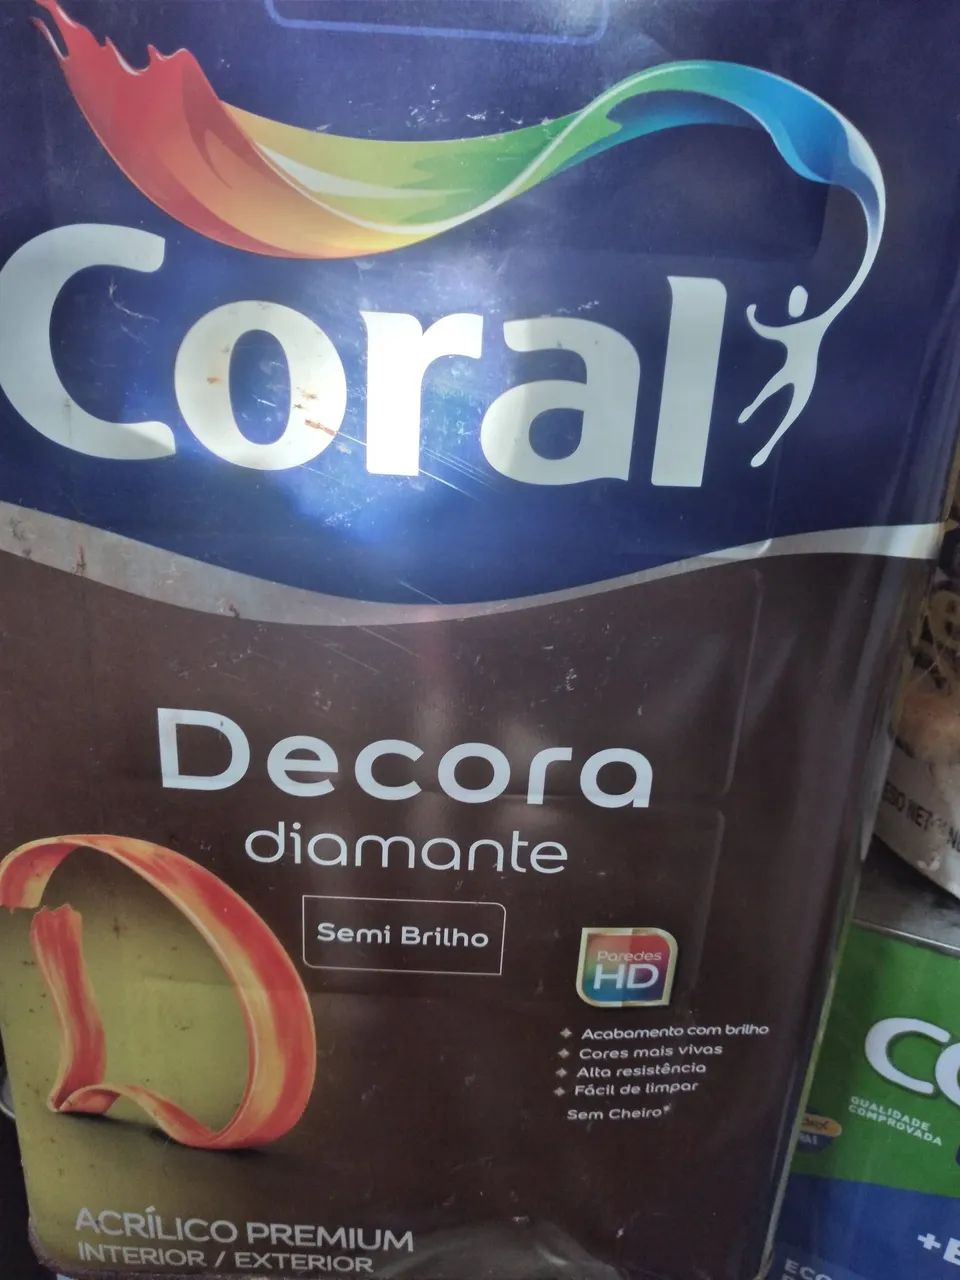 Coral
Decora
diamante
Semi Brilho
Paredes
HD
Acabamento com brilho
Cores mais vivas
Alta resistência
Fácil de limpar
Sem Cheiro*
ACRÍLICO PREMIUM
INTERIOR / EXTERIOR
QUALIDADE
COMPROVADA